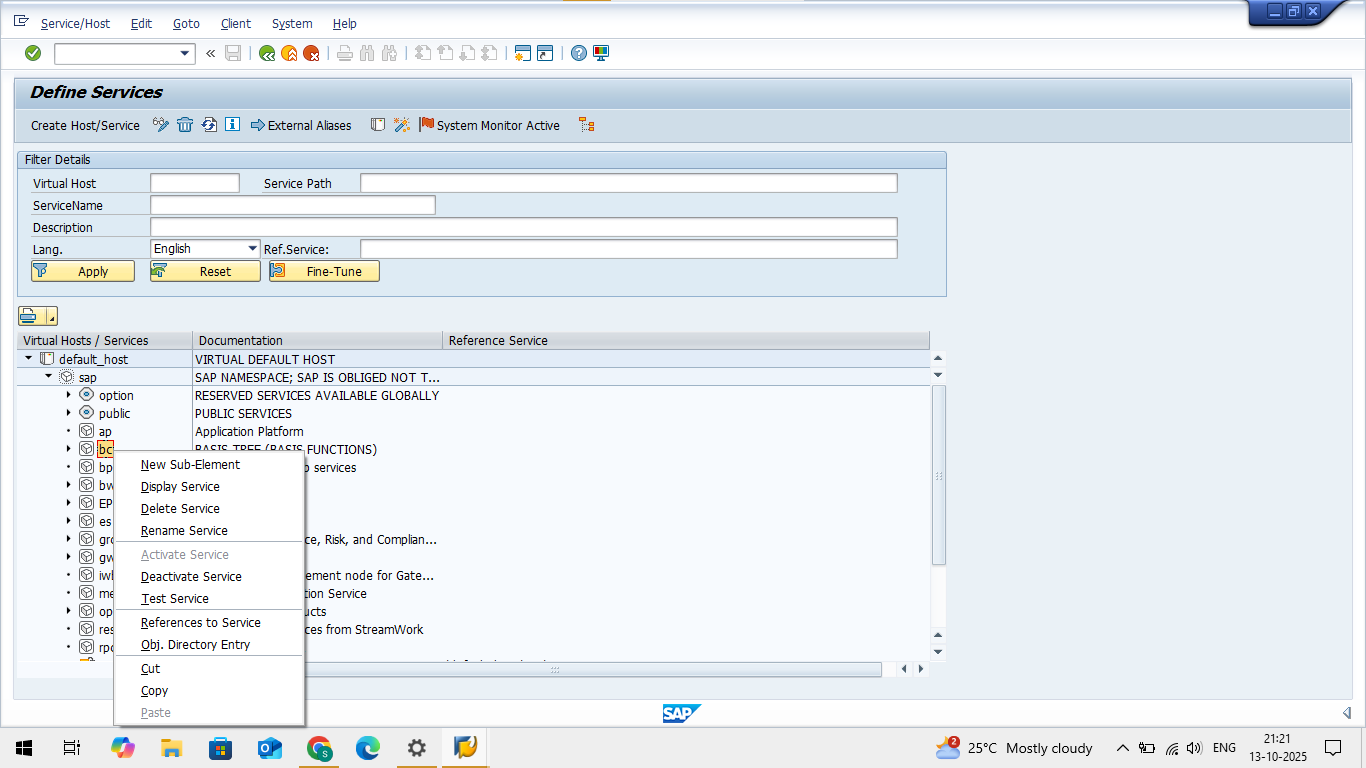 Service/Host Edit Goto Client System Help
Define Services
Create Host/Service External Aliases System Monitor Active
Filter Details
Virtual Host Service Path
ServiceName
Description
Lang. English Ref.Service:
Apply Reset Fine-Tune
Virtual Hosts / Services Documentation Reference Service
default_host VIRTUAL DEFAULT HOST
sap SAP NAMESPACE; SAP IS OBLIGED NOT T...
option RESERVED SERVICES AVAILABLE GLOBALLY
public PUBLIC SERVICES
ap Application Platform
bc BASIS TREE (BASIS FUNCTIONS)
bp services
bw
EP
es
grc ce, Risk, and Complian...
gw
iwb ement node for Gate...
me tion Service
op ucts
res ces from StreamWork
rpc
New Sub-Element
Display Service
Delete Service
Rename Service
Activate Service
Deactivate Service
Test Service
References to Service
Obj. Directory Entry
Cut
Copy
Paste
SAP
2 25°C Mostly cloudy ENG 21:21
13-10-2025